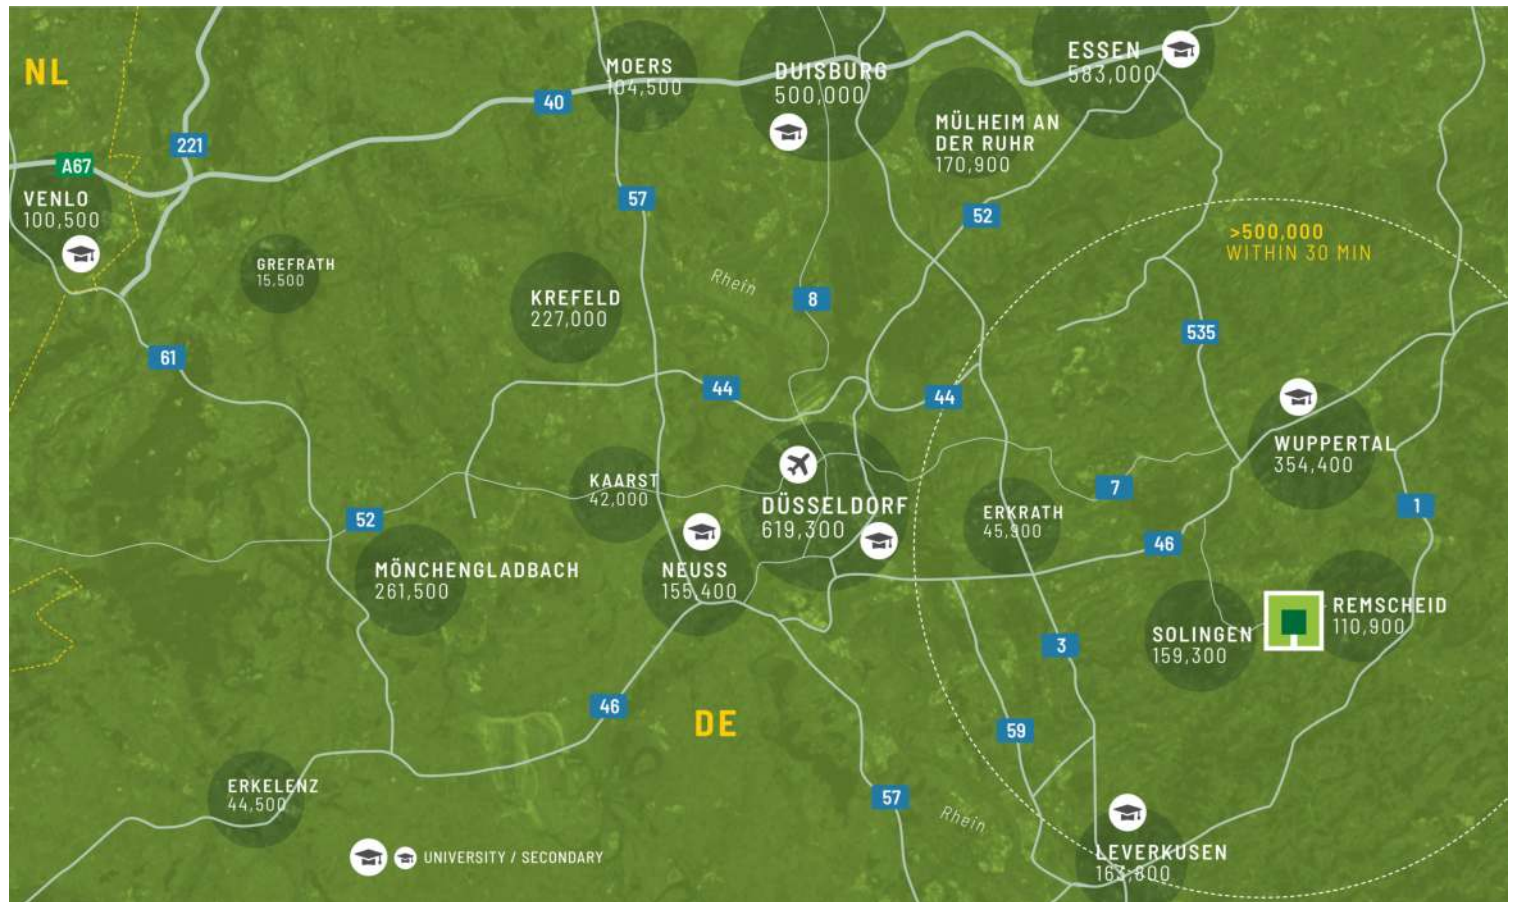 NL
MOERS
104,500
DUISBURG
500,000
ESSEN
583,000
40
MÜLHEIM AN
DER RUHR
170,900
221
A67
VENLO
100,500
57
52
>500,000
WITHIN 30 MIN
GREFRATH
15,500
Rhein
KREFELD
227,000
8
535
61
44
44
WUPPERTAL
354,400
KAARST
42,000
7
DÜSSELDORF
619,300
ERKRATH
45,900
1
52
46
MÖNCHENGLADBACH
261,500
NEUSS
155,400
REMSCHEID
110,900
SOLINGEN
159,300
3
46
DE
59
ERKELENZ
44,500
57
Rhein
UNIVERSITY / SECONDARY
LEVERKUSEN
163,800